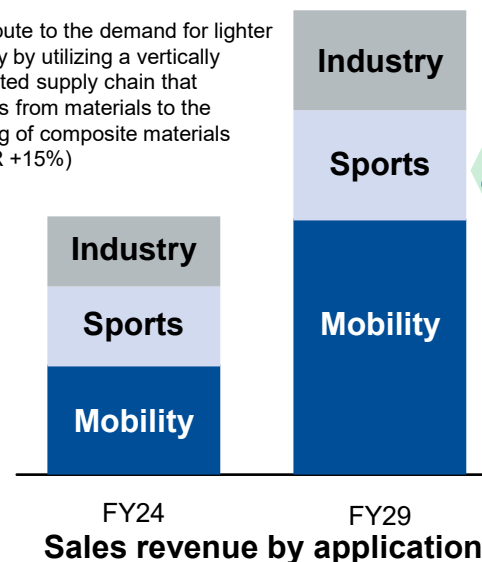 oute to the demand for lighter
y by utilizing a vertically
ted supply chain that
s from materials to the
g of composite materials
R +15%)
Industry
Sports
Mobility
Industry
Sports
Mobility
FY24
FY29
Sales revenue by application